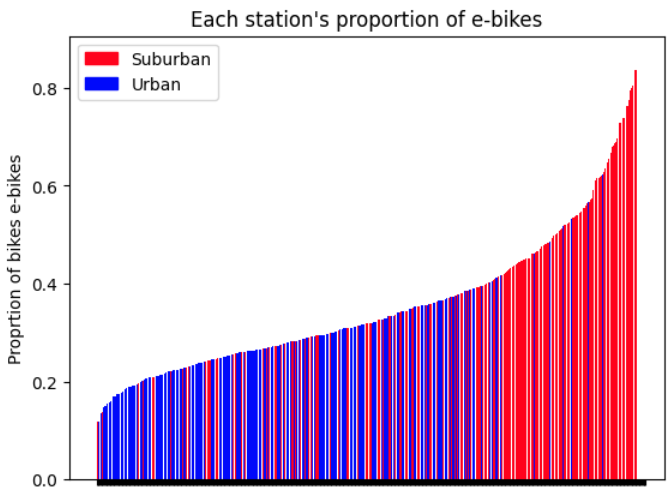 Each station's proportion of e-bikes
Suburban
Urban
Proprtion of bikes e-bikes
0.8
0.6
0.4
0.2
0.0